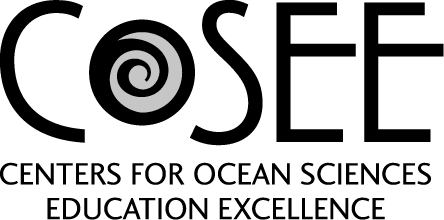 CoSEE
CENTERS FOR OCEAN SCIENCES
EDUCATION EXCELLENCE